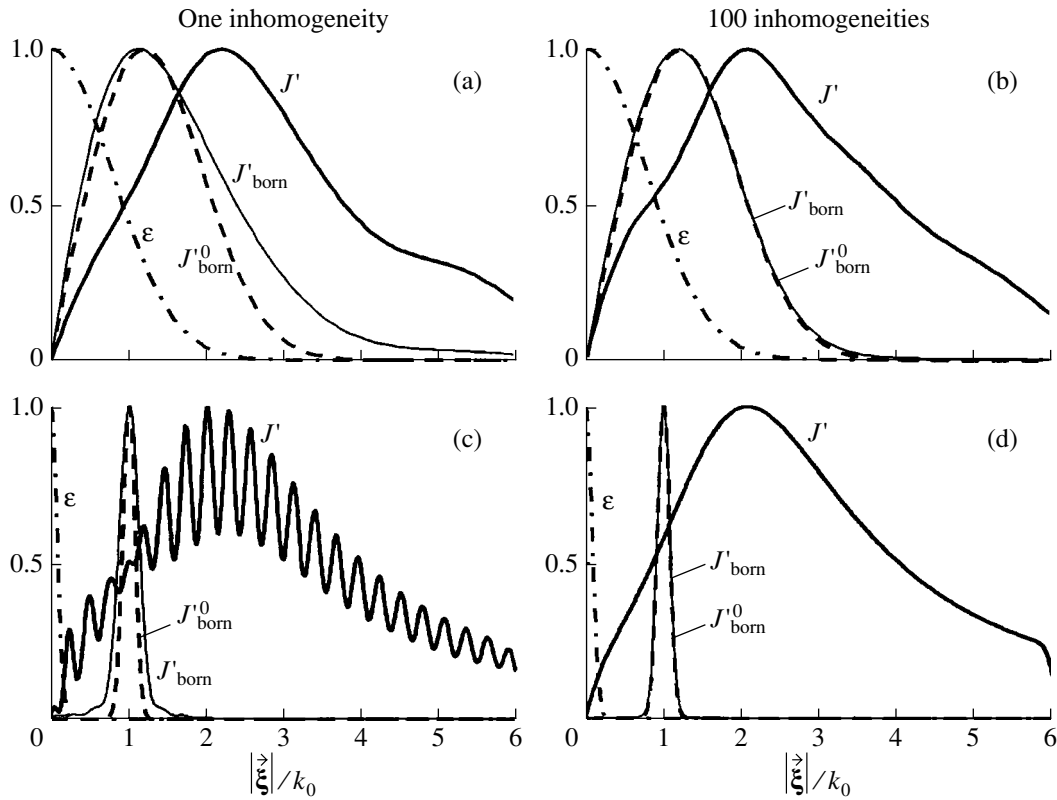 One inhomogeneity
100 inhomogeneities
1.0
(a)
J'
J'born
0.5
ε
J'⁰born
0
1.0
(b)
J'
J'born
0.5
ε
J'⁰born
0
1.0
(c)
J'
ε
0.5
J'⁰born
J'born
0 1 2 3 4 5 6
|ξ⃗|/k₀
1.0
(d)
J'
ε
0.5
J'born
J'⁰born
0 1 2 3 4 5 6
|ξ⃗|/k₀